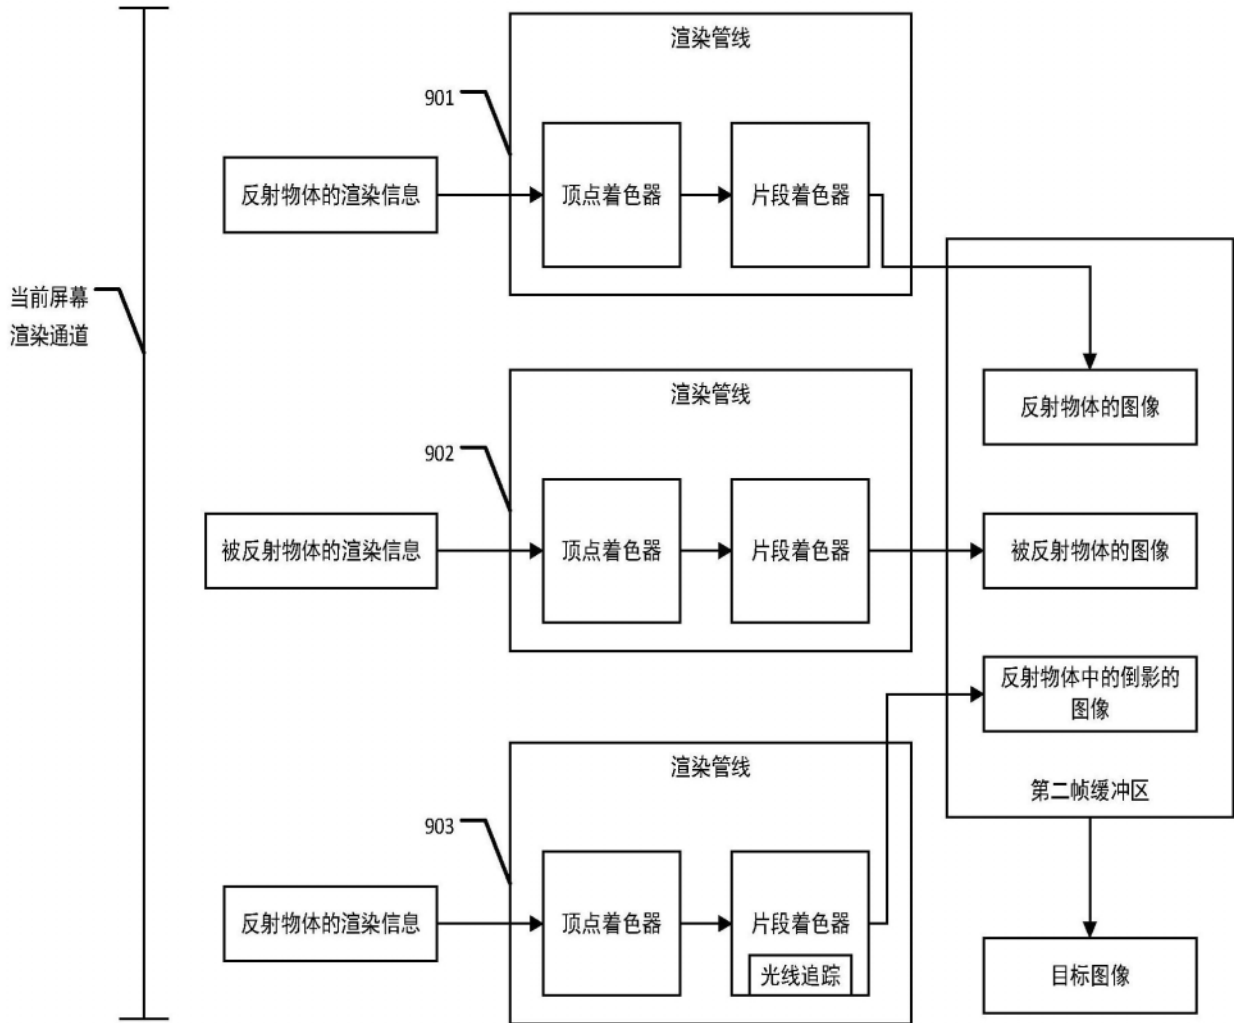 渲染管线
901
反射物体的渲染信息
顶点着色器
片段着色器
当前屏幕
渲染通道
渲染管线
902
被反射物体的渲染信息
顶点着色器
片段着色器
渲染管线
903
反射物体的渲染信息
顶点着色器
片段着色器
光线追踪
反射物体的图像
被反射物体的图像
反射物体中的倒影的
图像
第二帧缓冲区
目标图像